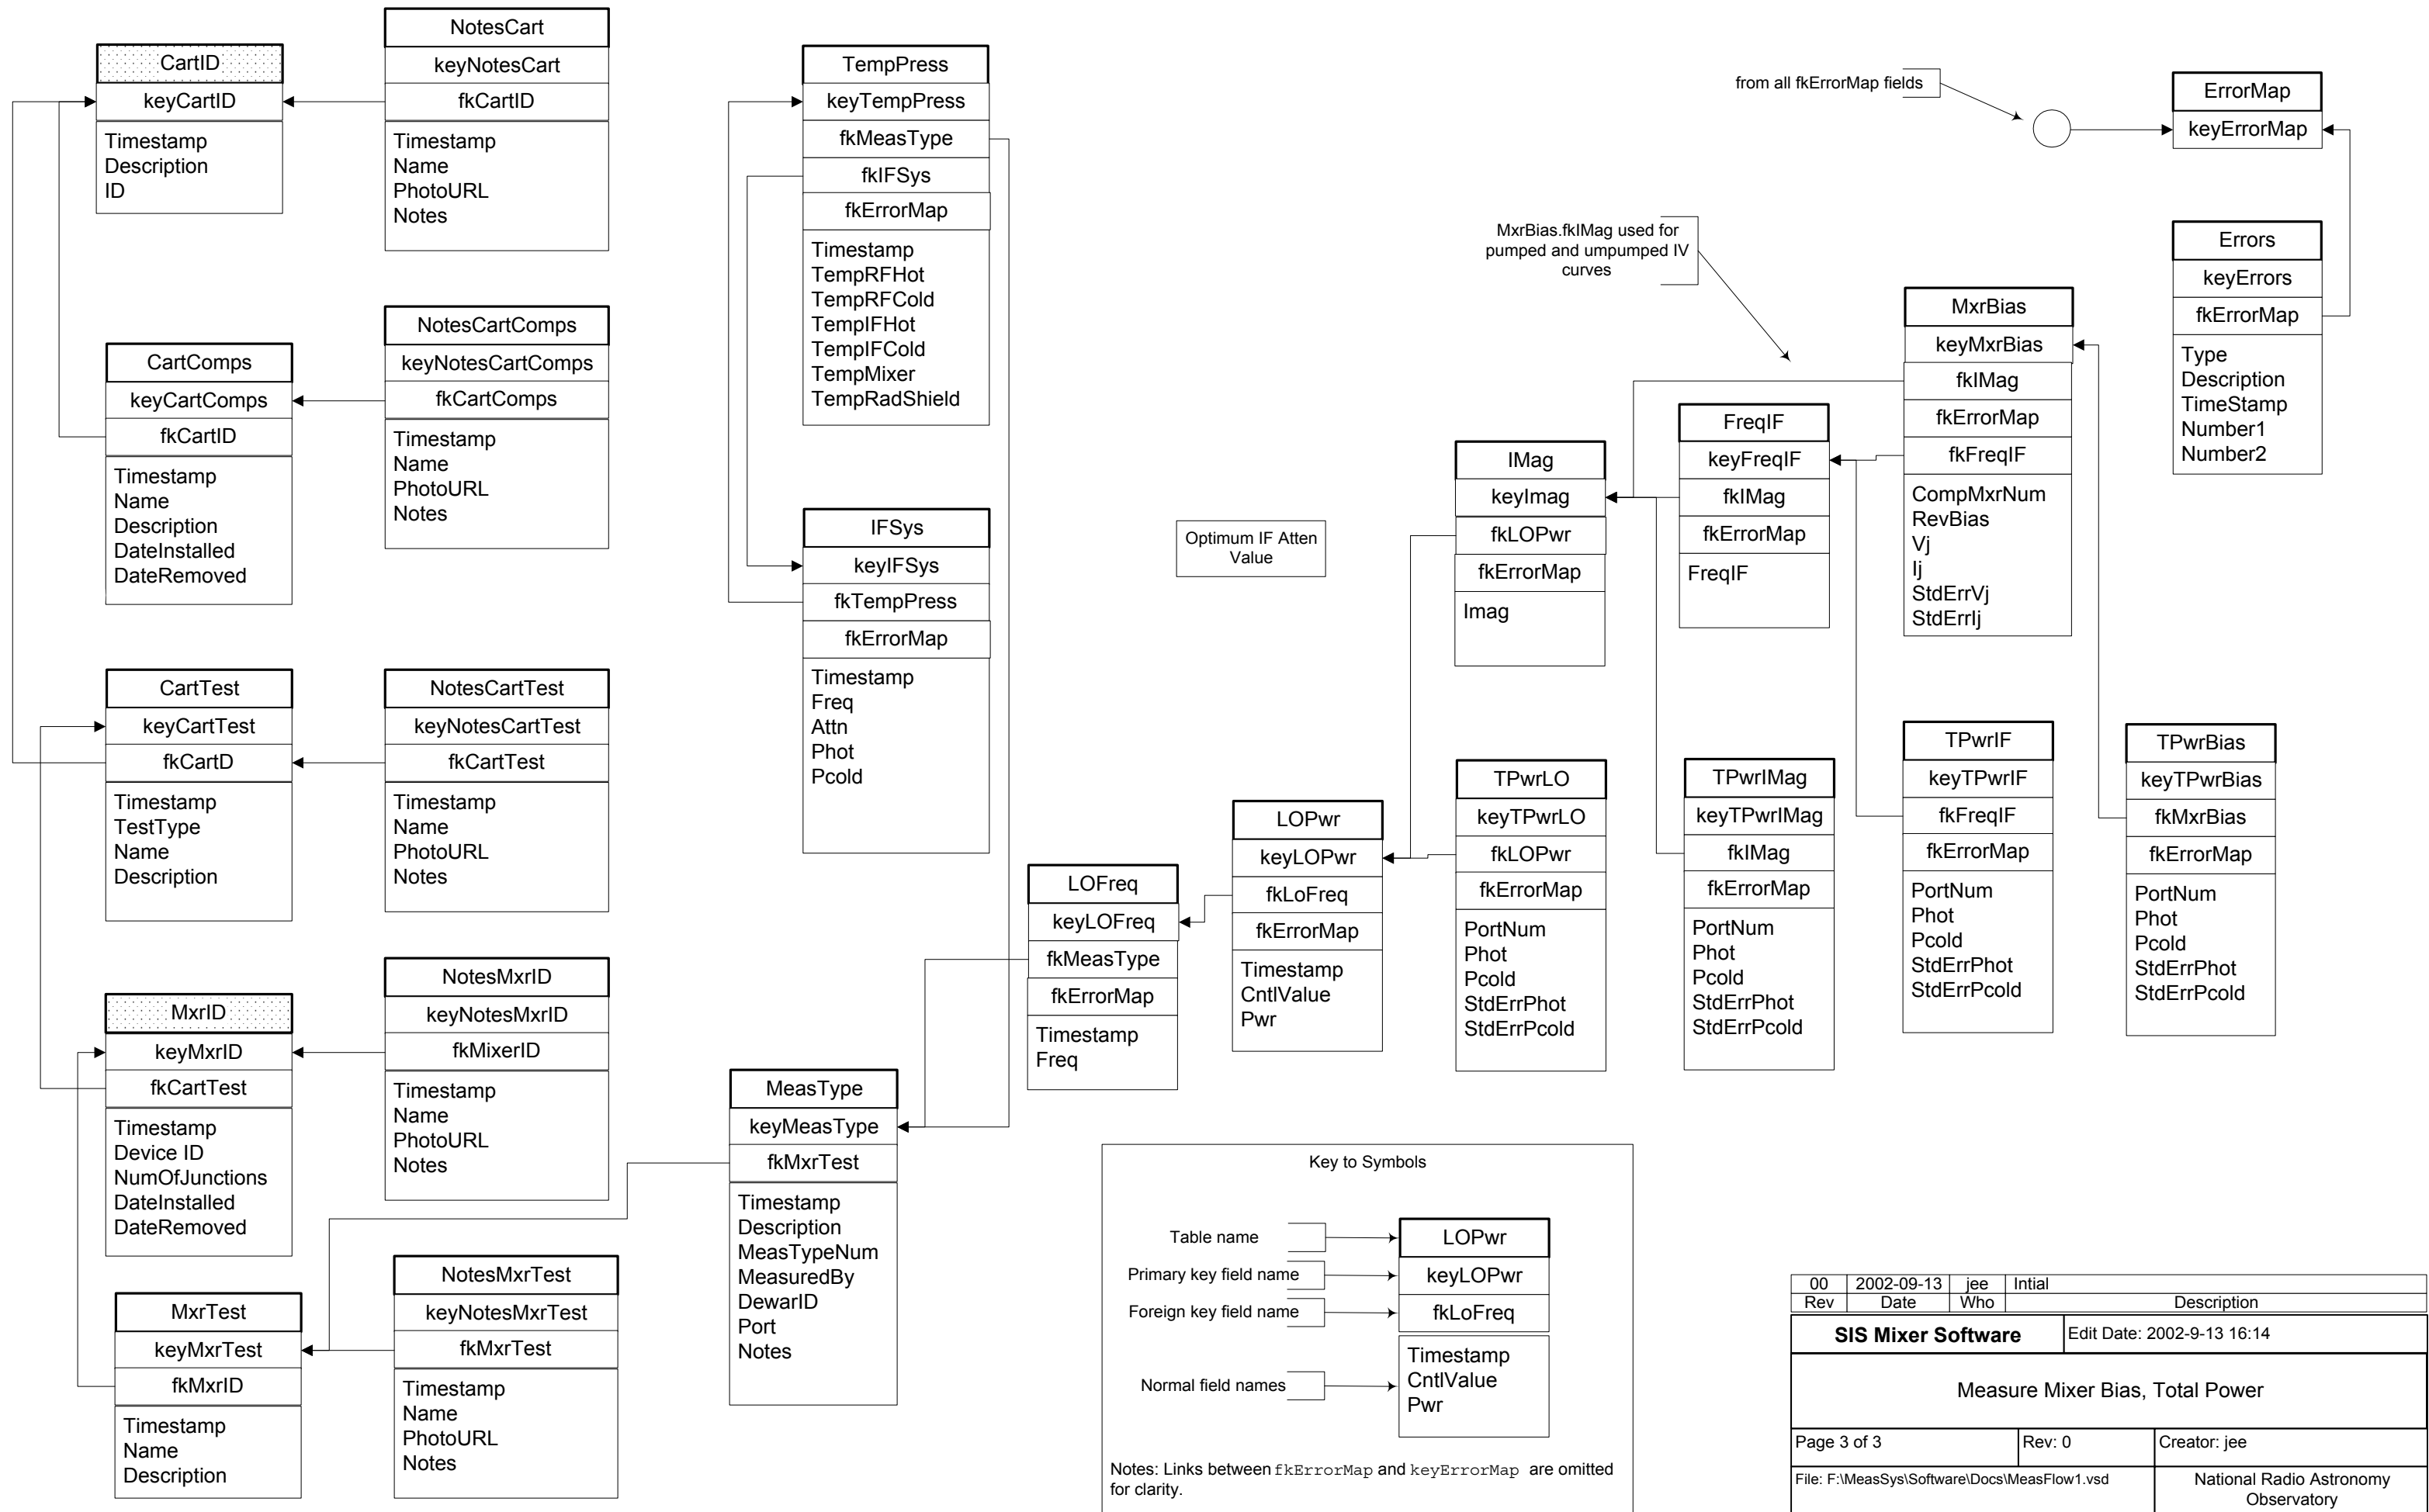 CartID
keyCartID
Timestamp
Description
ID
NotesCart
keyNotesCart
fkCartID
Timestamp
Name
PhotoURL
Notes
CartComps
keyCartComps
fkCartID
Timestamp
Name
Description
DateInstalled
DateRemoved
NotesCartComps
keyNotesCartComps
fkCartComps
Timestamp
Name
PhotoURL
Notes
CartTest
keyCartTest
fkCartD
Timestamp
TestType
Name
Description
NotesCartTest
keyNotesCartTest
fkCartTest
Timestamp
Name
PhotoURL
Notes
MxrID
keyMxrID
fkCartTest
Timestamp
Device ID
NumOfJunctions
DateInstalled
DateRemoved
NotesMxrID
keyNotesMxrID
fkMixerID
Timestamp
Name
PhotoURL
Notes
MxrTest
keyMxrTest
fkMxrID
Timestamp
Name
Description
NotesMxrTest
keyNotesMxrTest
fkMxrTest
Timestamp
Name
PhotoURL
Notes
TempPress
keyTempPress
fkMeasType
fkIFSys
fkErrorMap
Timestamp
TempRFHot
TempRFCold
TempIFHot
TempIFCold
TempMixer
TempRadShield
IFSys
keyIFSys
fkTempPress
fkErrorMap
Timestamp
Freq
Attn
Phot
Pcold
MeasType
keyMeasType
fkMxrTest
Timestamp
Description
MeasTypeNum
MeasuredBy
DewarID
Port
Notes
LOFreq
keyLOFreq
fkMeasType
fkErrorMap
Timestamp
Freq
LOPwr
keyLOPwr
fkLoFreq
fkErrorMap
Timestamp
CntlValue
Pwr
Optimum IF Atten
Value
IMag
keyImag
fkLOPwr
fkErrorMap
Imag
TPwrLO
keyTPwrLO
fkLOPwr
fkErrorMap
PortNum
Phot
Pcold
StdErrPhot
StdErrPcold
MxrBias.fkIMag used for
pumped and umpumped IV
curves
FreqIF
keyFreqIF
fkIMag
fkErrorMap
FreqIF
TPwrIMag
keyTPwrIMag
fkIMag
fkErrorMap
PortNum
Phot
Pcold
StdErrPhot
StdErrPcold
MxrBias
keyMxrBias
fkIMag
fkErrorMap
fkFreqIF
CompMxrNum
RevBias
Vj
Ij
StdErrVj
StdErrIj
TPwrIF
keyTPwrIF
fkFreqIF
fkErrorMap
PortNum
Phot
Pcold
StdErrPhot
StdErrPcold
TPwrBias
keyTPwrBias
fkMxrBias
fkErrorMap
PortNum
Phot
Pcold
StdErrPhot
StdErrPcold
from all fkErrorMap fields
ErrorMap
keyErrorMap
Errors
keyErrors
fkErrorMap
Type
Description
TimeStamp
Number1
Number2
Key to Symbols
Table name
LOPwr
Primary key field name
keyLOPwr
Foreign key field name
fkLoFreq
Normal field names
Timestamp
CntlValue
Pwr
Notes: Links between fkErrorMap and keyErrorMap are omitted
for clarity.
00 2002-09-13 jee Intial
Rev Date Who Description
SIS Mixer Software Edit Date: 2002-9-13 16:14
Measure Mixer Bias, Total Power
Page 3 of 3 Rev: 0 Creator: jee
File: F:\MeasSys\Software\Docs\MeasFlow1.vsd National Radio Astronomy
Observatory